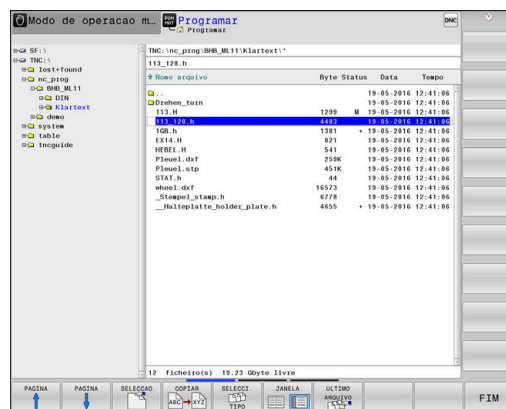 Modo de operacao m...
Programar
Programar
DNC
SF:\
TNC:\
lost+found
nc_prog
BHB_ML11
DIN
Klartext
demo
system
table
tncguide
TNC:\nc_prog\BHB_ML11\Klartext\*
113_128.h
Nome arquivo Byte Status Data Tempo
.. 19-05-2016 12:41:06
Drehen_turn 19-05-2016 12:41:06
113.H 1299 M 19-05-2016 12:41:06
113_128.h 4483 19-05-2016 12:41:06
1GB.h 1381 + 19-05-2016 12:41:06
EX14.H 821 19-05-2016 12:41:06
HEBEL.H 541 19-05-2016 12:41:06
Pleuel.dxf 259K 19-05-2016 12:41:06
Pleuel.stp 451K 19-05-2016 12:41:06
STAT.h 44 19-05-2016 12:41:06
wheel.dxf 16573 19-05-2016 12:41:06
_Stempel_stamp.h 6778 19-05-2016 12:41:06
__Halteplatte_holder_plate.h 4655 + 19-05-2016 12:41:06
12 ficheiro(s) 19.23 Gbyte livre
PAGINA
PAGINA
SELECCAO
COPIAR
ABC XYZ
SELECCI.
TIPO
JANELA
ULTIMO
ARQUIVO
FIM